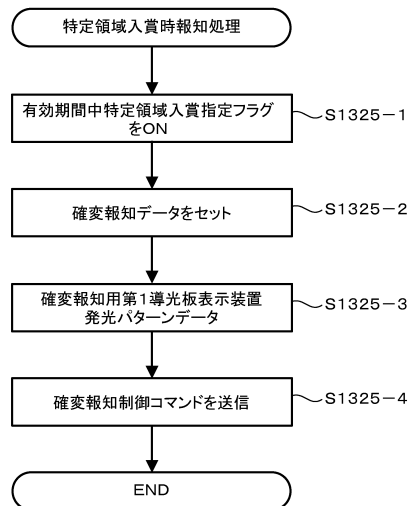 特定領域入賞時報知処理
有効期間中特定領域入賞指定フラグ
をON
S1325-1
確変報知データをセット
S1325-2
確変報知用第1導光板表示装置
発光パターンデータ
S1325-3
確変報知制御コマンドを送信
S1325-4
END